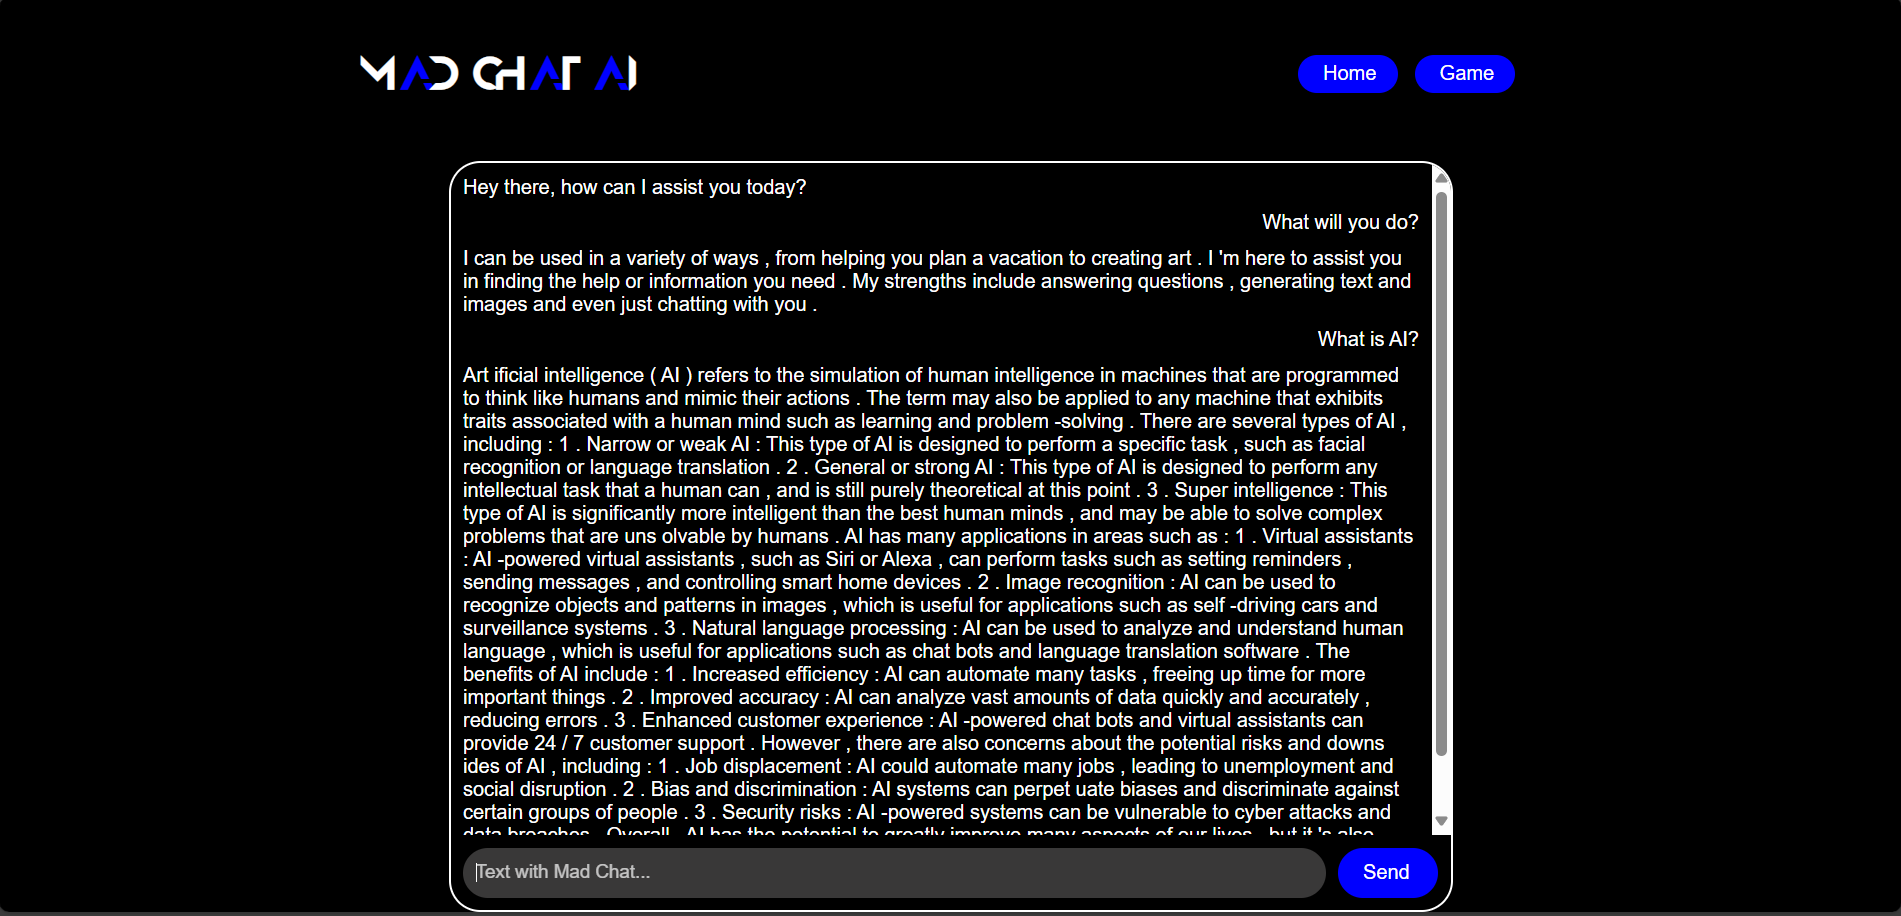 MAD CHAT AI
Home
Game
Hey there, how can I assist you today?
What will you do?
I can be used in a variety of ways , from helping you plan a vacation to creating art . I 'm here to assist you
in finding the help or information you need . My strengths include answering questions , generating text and
images and even just chatting with you .
What is AI?
Art ificial intelligence ( AI ) refers to the simulation of human intelligence in machines that are programmed
to think like humans and mimic their actions . The term may also be applied to any machine that exhibits
traits associated with a human mind such as learning and problem -solving . There are several types of AI ,
including : 1 . Narrow or weak AI : This type of AI is designed to perform a specific task , such as facial
recognition or language translation . 2 . General or strong AI : This type of AI is designed to perform any
intellectual task that a human can , and is still purely theoretical at this point . 3 . Super intelligence : This
type of AI is significantly more intelligent than the best human minds , and may be able to solve complex
problems that are uns olvable by humans . AI has many applications in areas such as : 1 . Virtual assistants
: AI -powered virtual assistants , such as Siri or Alexa , can perform tasks such as setting reminders ,
sending messages , and controlling smart home devices . 2 . Image recognition : AI can be used to
recognize objects and patterns in images , which is useful for applications such as self -driving cars and
surveillance systems . 3 . Natural language processing : AI can be used to analyze and understand human
language , which is useful for applications such as chat bots and language translation software . The
benefits of AI include : 1 . Increased efficiency : AI can automate many tasks , freeing up time for more
important things . 2 . Improved accuracy : AI can analyze vast amounts of data quickly and accurately ,
reducing errors . 3 . Enhanced customer experience : AI -powered chat bots and virtual assistants can
provide 24 / 7 customer support . However , there are also concerns about the potential risks and downs
ides of AI , including : 1 . Job displacement : AI could automate many jobs , leading to unemployment and
social disruption . 2 . Bias and discrimination : AI systems can perpet uate biases and discriminate against
certain groups of people . 3 . Security risks : AI -powered systems can be vulnerable to cyber attacks and
data breaches . Overall , AI has the potential to greatly improve many aspects of our lives , but it 's also
Text with Mad Chat...
Send